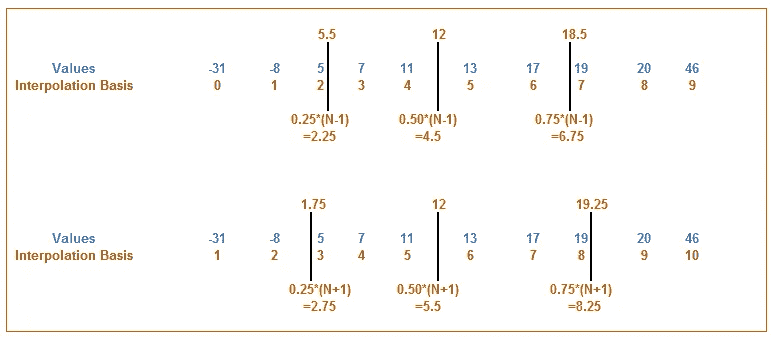 5.5 12 18.5
Values -31 -8 5 7 11 13 17 19 20 46
Interpolation Basis 0 1 2 3 4 5 6 7 8 9
0.25*(N-1) 0.50*(N-1) 0.75*(N-1)
=2.25 =4.5 =6.75
1.75 12 19.25
Values -31 -8 5 7 11 13 17 19 20 46
Interpolation Basis 1 2 3 4 5 6 7 8 9 10
0.25*(N+1) 0.50*(N+1) 0.75*(N+1)
=2.75 =5.5 =8.25